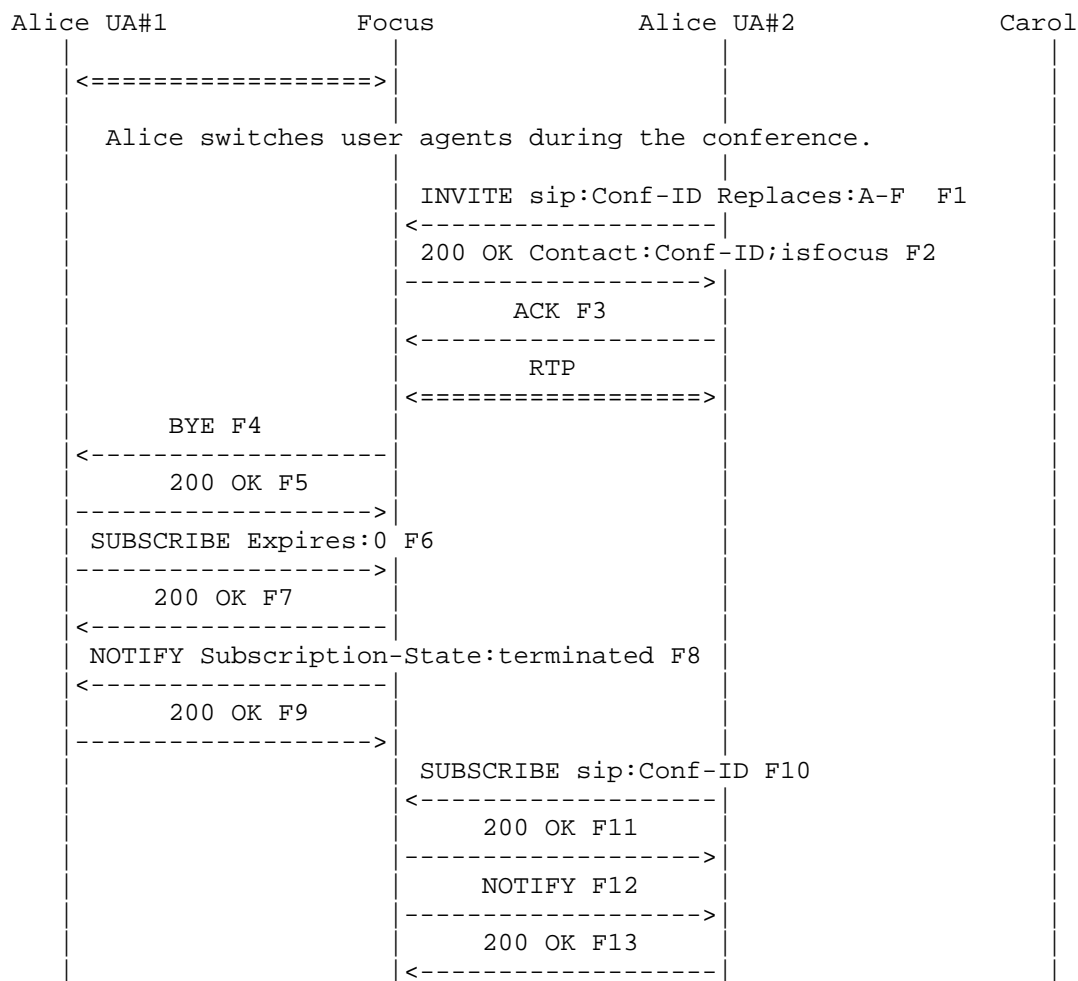 Alice UA#1 Focus Alice UA#2 Carol
Alice switches user agents during the conference.
INVITE sip:Conf-ID Replaces:A-F F1
200 OK Contact:Conf-ID;isfocus F2
ACK F3
RTP
BYE F4
200 OK F5
SUBSCRIBE Expires:0 F6
200 OK F7
NOTIFY Subscription-State:terminated F8
200 OK F9
SUBSCRIBE sip:Conf-ID F10
200 OK F11
NOTIFY F12
200 OK F13